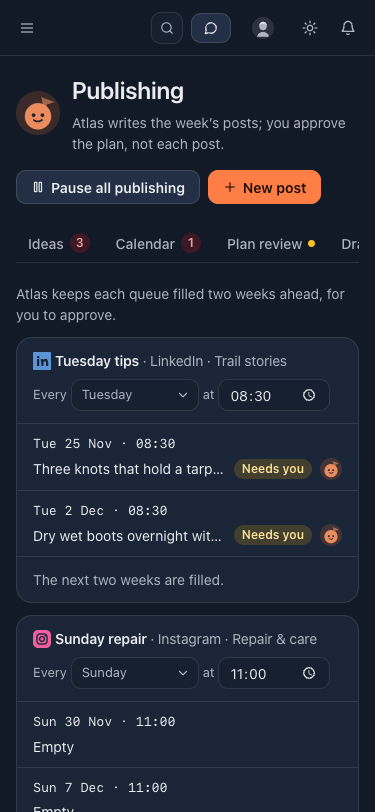 Publishing
Atlas writes the week's posts; you approve
the plan, not each post.
Pause all publishing
+ New post
Ideas 3 Calendar 1 Plan review Dra
Atlas keeps each queue filled two weeks ahead, for
you to approve.
in Tuesday tips · LinkedIn · Trail stories
Every Tuesday at 08:30
Tue 25 Nov · 08:30
Three knots that hold a tarp… Needs you
Tue 2 Dec · 08:30
Dry wet boots overnight wit… Needs you
The next two weeks are filled.
Sunday repair · Instagram · Repair & care
Every Sunday at 11:00
Sun 30 Nov · 11:00
Empty
Sun 7 Dec · 11:00
Empty